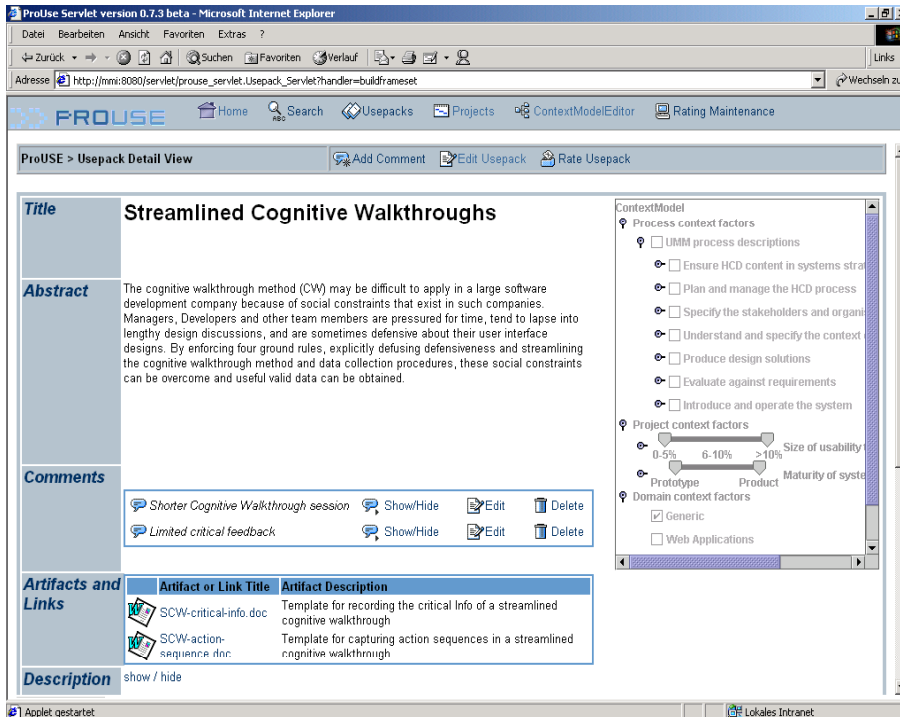 ProUse Servlet version 0.7.3 beta - Microsoft Internet Explorer
Datei Bearbeiten Ansicht Favoriten Extras ?
Zurück Suchen Favoriten Verlauf Links
Adresse http://mmi:8080/servlet/prouse_servlet.Usepack_Servlet?handler=buildframeset Wechseln zu
PROUSE Home Search Usepacks Projects ContextModelEditor Rating Maintenance
ProUSE > Usepack Detail View Add Comment Edit Usepack Rate Usepack
Title
Streamlined Cognitive Walkthroughs
Abstract
The cognitive walkthrough method (CW) may be difficult to apply in a large software
development company because of social constraints that exist in such companies.
Managers, Developers and other team members are pressured for time, tend to lapse into
lengthy design discussions, and are sometimes defensive about their user interface
designs. By enforcing four ground rules, explicitly defusing defensiveness and streamlining
the cognitive walkthrough method and data collection procedures, these social constraints
can be overcome and useful valid data can be obtained.
Comments
Shorter Cognitive Walkthrough session Show/Hide Edit Delete
Limited critical feedback Show/Hide Edit Delete
Artifacts and
Links
Artifact or Link Title Artifact Description
SCW-critical-info.doc
Template for recording the critical Info of a streamlined
cognitive walkthrough
SCW-action-
sequence.doc
Template for capturing action sequences in a streamlined
cognitive walkthrough
Description show / hide
ContextModel
Process context factors
UMM process descriptions
Ensure HCD content in systems stra
Plan and manage the HCD process
Specify the stakeholders and organi
Understand and specify the context
Produce design solutions
Evaluate against requirements
Introduce and operate the system
Project context factors
0-5% 6-10% >10% Size of usability
Prototype Product Maturity of syste
Domain context factors
Generic
Web Applications
Applet gestartet Lokales Intranet